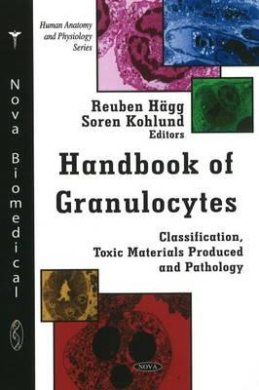 Human Anatomy
and Physiology
Series
Nova Biomedical
Reuben Hägg
Soren Kohlund
Editors
Handbook of
Granulocytes
Classification,
Toxic Materials Produced
and Pathology
NOVA